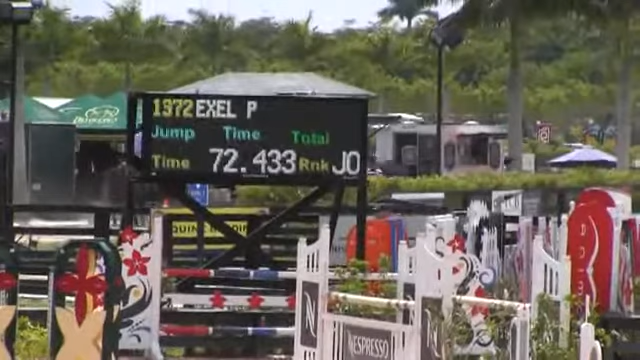 1372 EXEL P
Jump Time Total
Time 72.433 Rnk JO
NESPRESSO
N
N